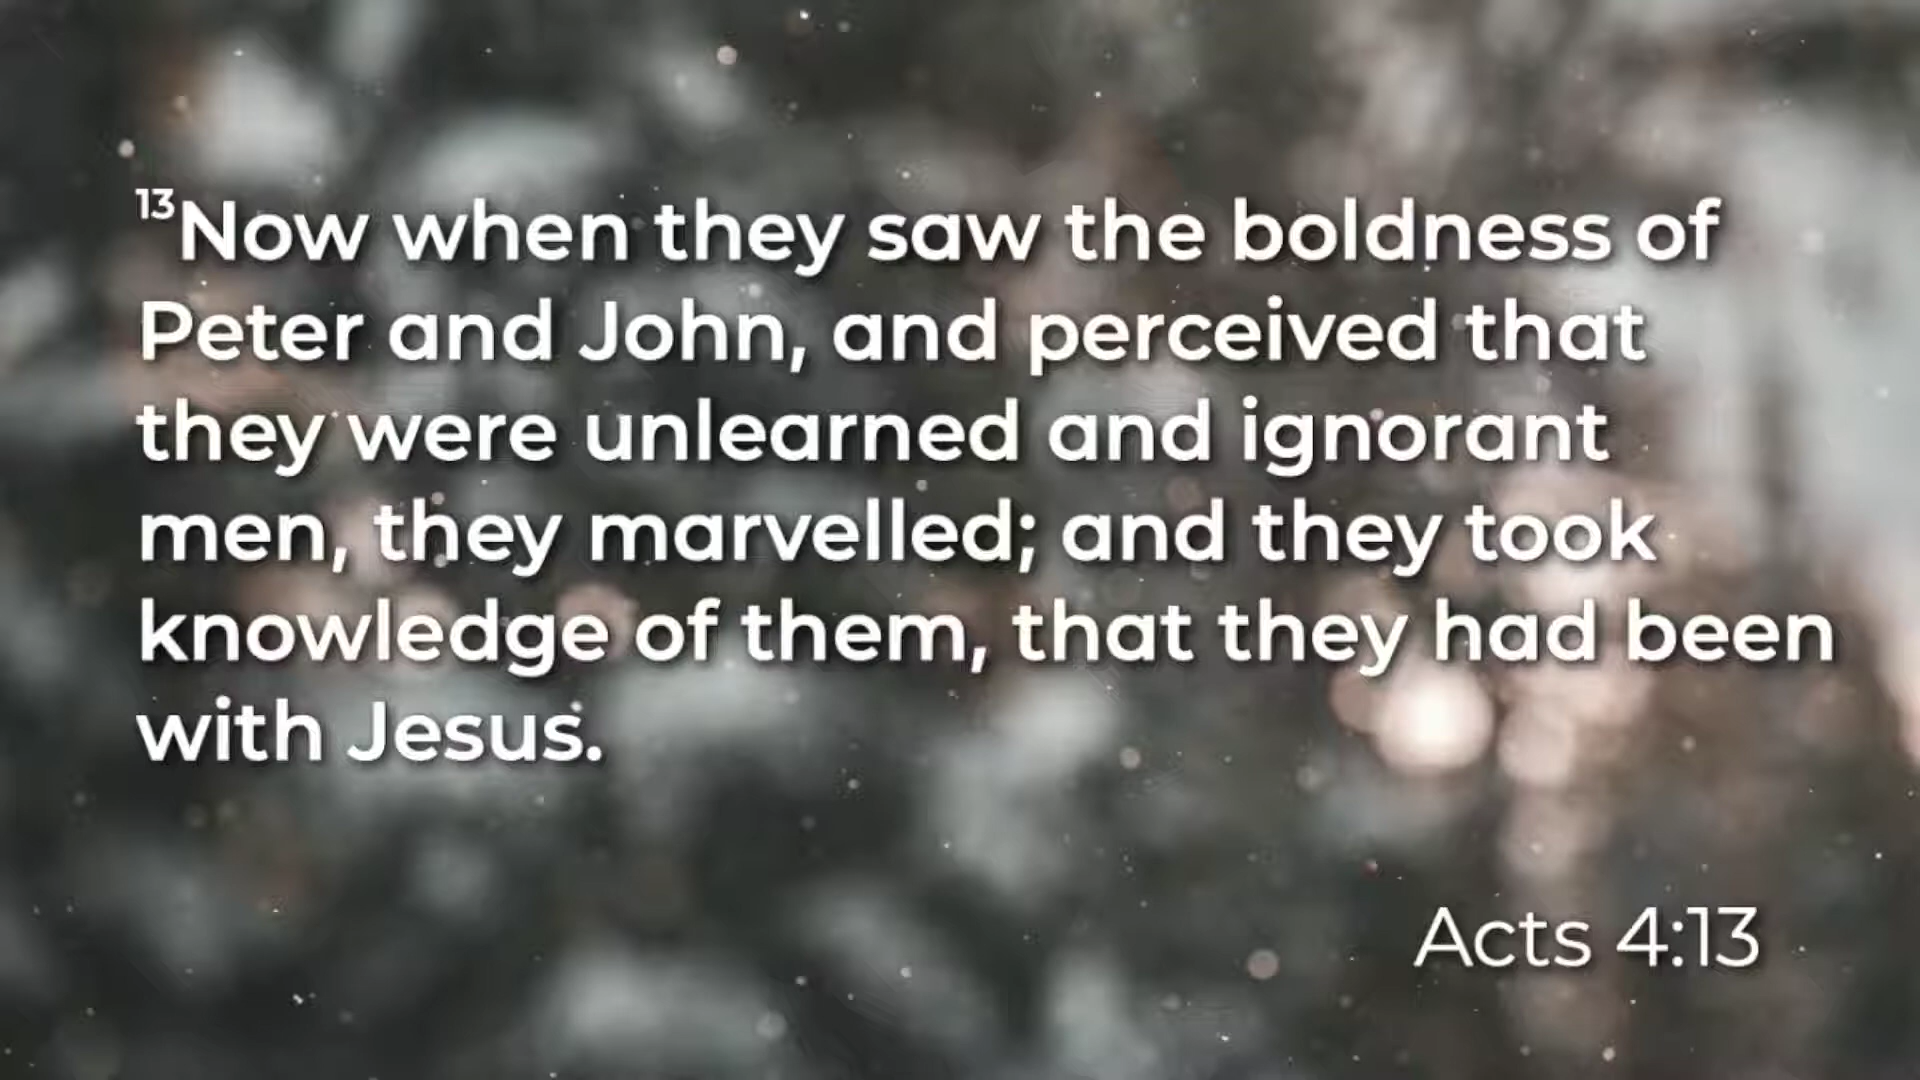 13Now when they saw the boldness of
Peter and John, and perceived that
they were unlearned and ignorant
men, they marvelled; and they took
knowledge of them, that they had been
with Jesus.
Acts 4:13